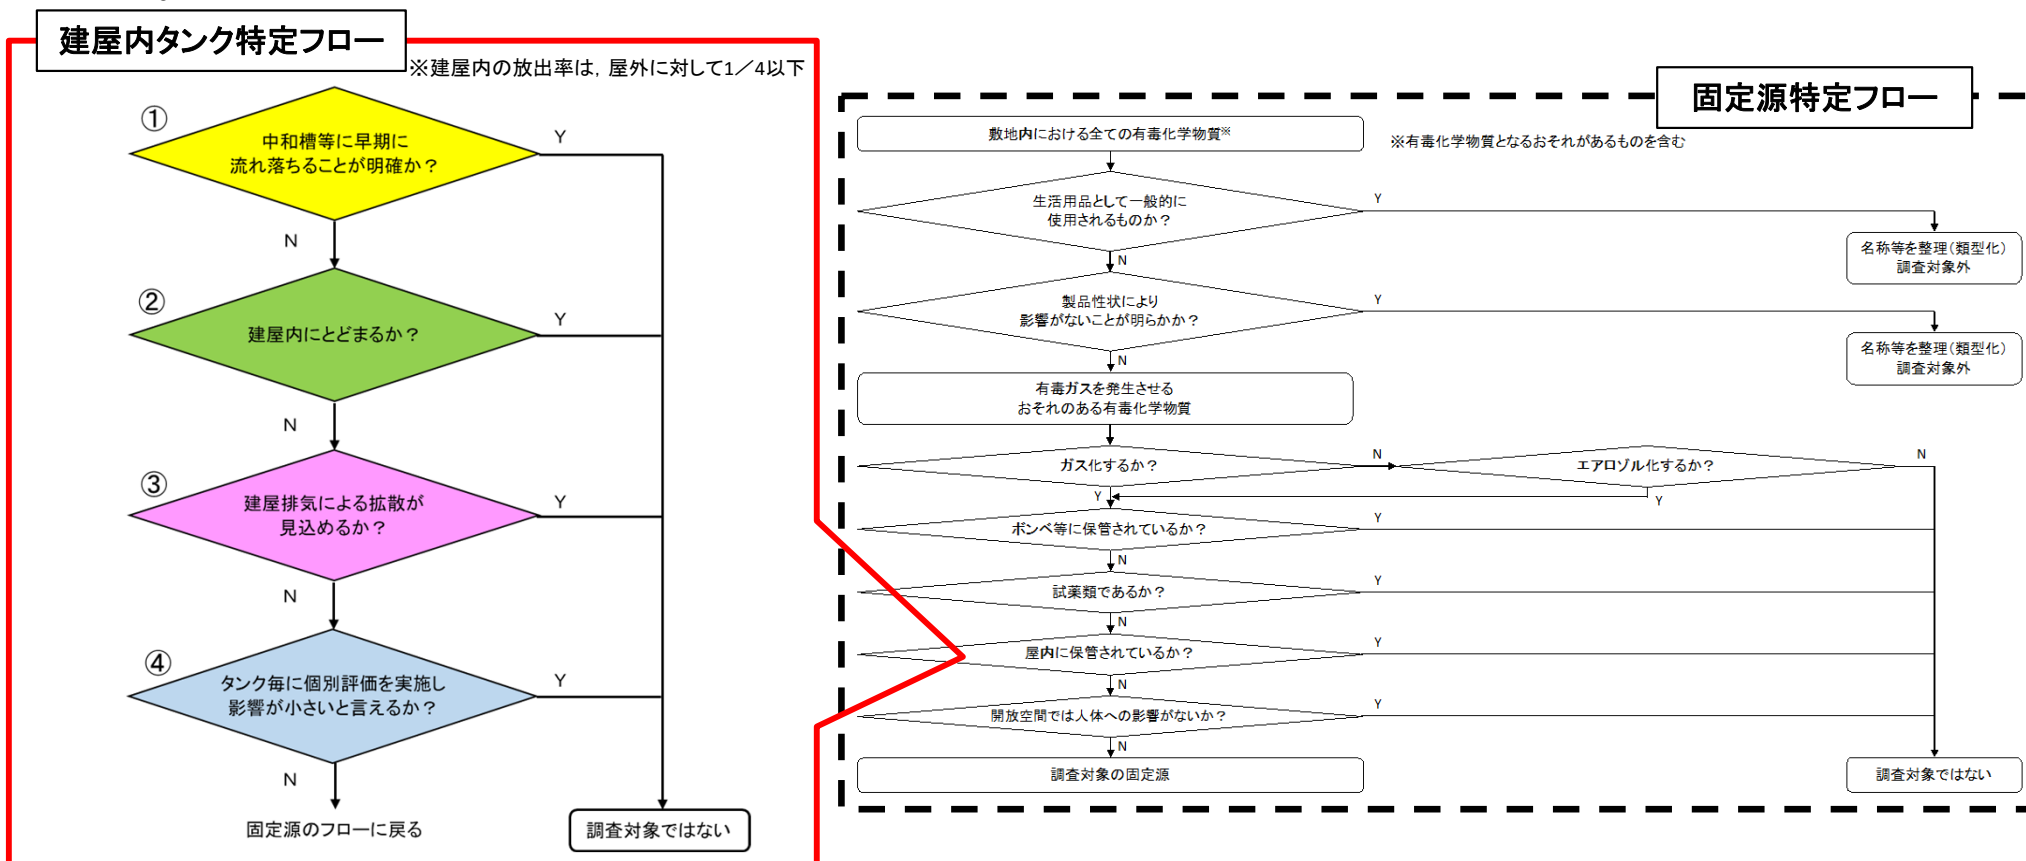 建屋内タンク特定フロー
※建屋内の放出率は，屋外に対して1／4以下
①
中和槽等に早期に
流れ落ちることが明確か？
Y
N
②
建屋内にとどまるか？
Y
N
③
建屋排気による拡散が
見込めるか？
Y
N
④
タンク毎に個別評価を実施し
影響が小さいと言えるか？
Y
N
固定源のフローに戻る
調査対象ではない
固定源特定フロー
敷地内における全ての有毒化学物質※
※有毒化学物質となるおそれがあるものを含む
生活用品として一般的に
使用されるものか？
Y
名称等を整理（類型化）
調査対象外
N
製品性状により
影響がないことが明らかか？
Y
名称等を整理（類型化）
調査対象外
N
有毒ガスを発生させる
おそれのある有毒化学物質
ガス化するか？
N
エアロゾル化するか？
N
Y
Y
ボンベ等に保管されているか？
Y
N
試薬類であるか？
Y
N
屋内に保管されているか？
Y
N
開放空間では人体への影響がないか？
Y
N
調査対象の固定源
調査対象ではない